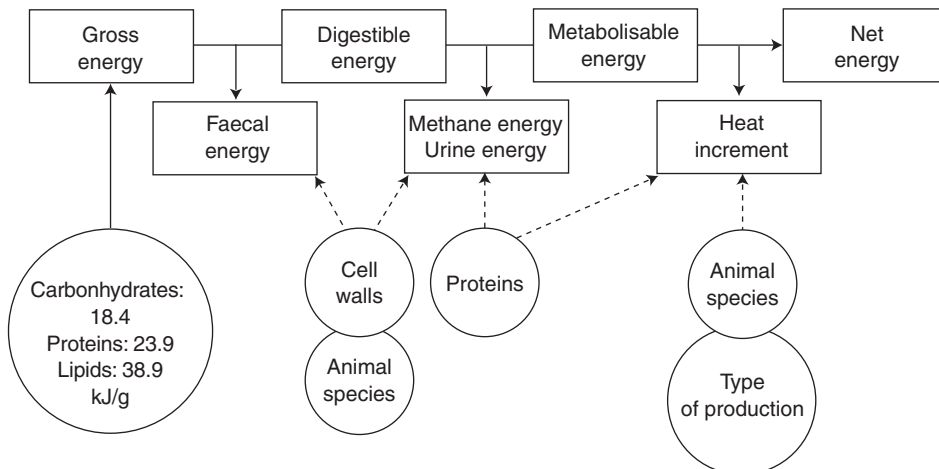 Gross
energy
Digestible
energy
Metabolisable
energy
Net
energy
Faecal
energy
Methane energy
Urine energy
Heat
increment
Carbonhydrates:
18.4
Proteins: 23.9
Lipids: 38.9
kJ/g
Cell
walls
Animal
species
Proteins
Animal
species
Type
of production